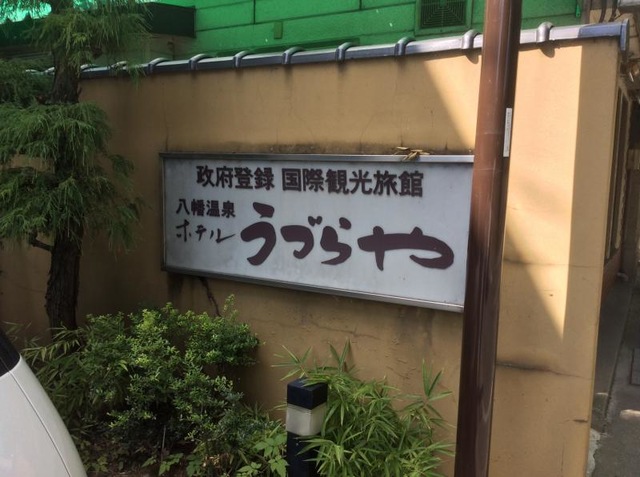 政府登録 国際観光旅館
八幡温泉
ホテル うづらや